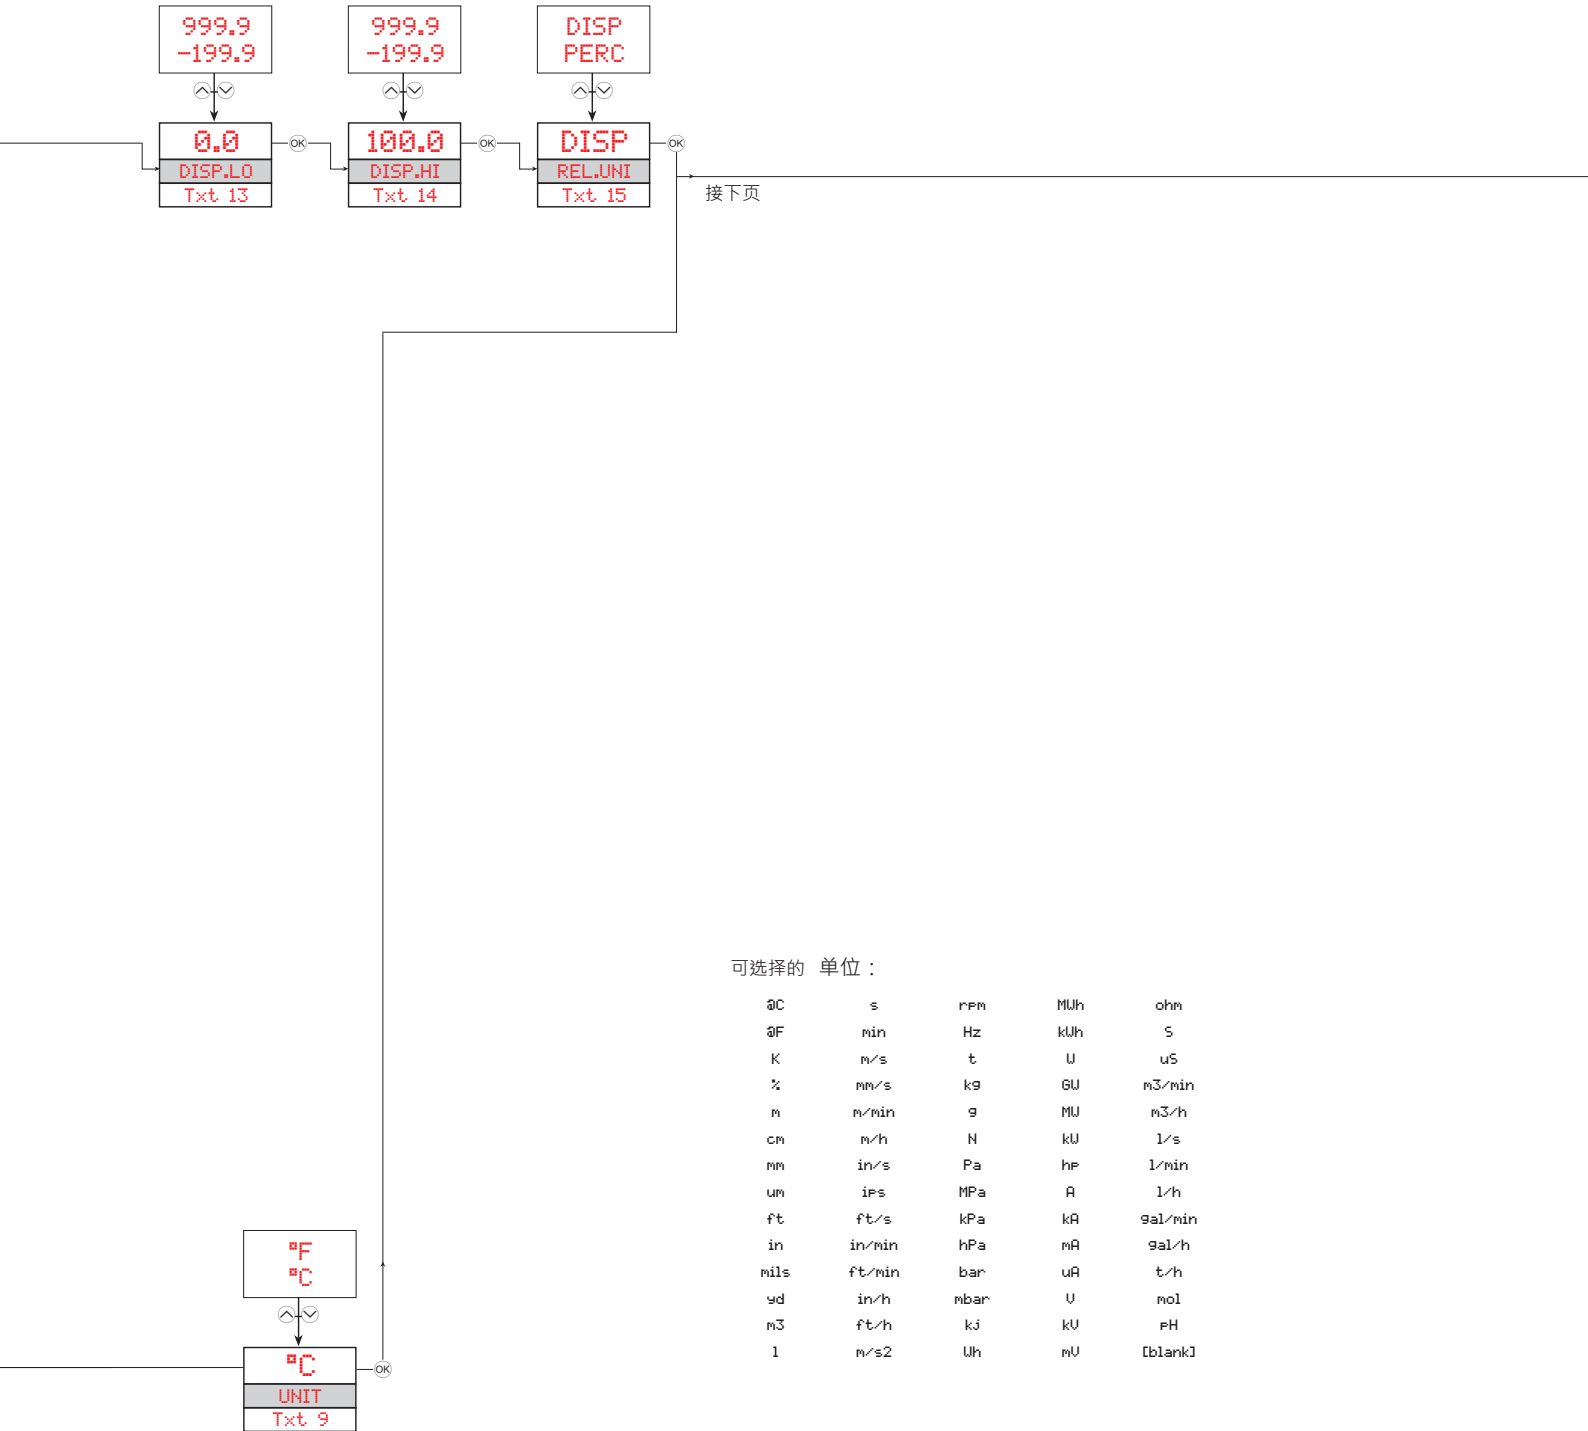 999.9
-199.9
999.9
-199.9
DISP
PERC
0.0
DISP.LO
Txt 13
OK
100.0
DISP.HI
Txt 14
OK
DISP
REL.UNI
Txt 15
OK
接下页
可选择的 单位：
@C s rpm MWh ohm
@F min Hz kWh S
K m/s t W uS
% mm/s kg GW m3/min
m m/min g MW m3/h
cm m/h N kW l/s
mm in/s Pa hp l/min
um ips MPa A l/h
ft ft/s kPa kA gal/min
in in/min hPa mA gal/h
mils ft/min bar uA t/h
yd in/h mbar V mol
m3 ft/h kj kV pH
l m/s2 Wh mV [blank]
°F
°C
°C
UNIT
Txt 9
OK